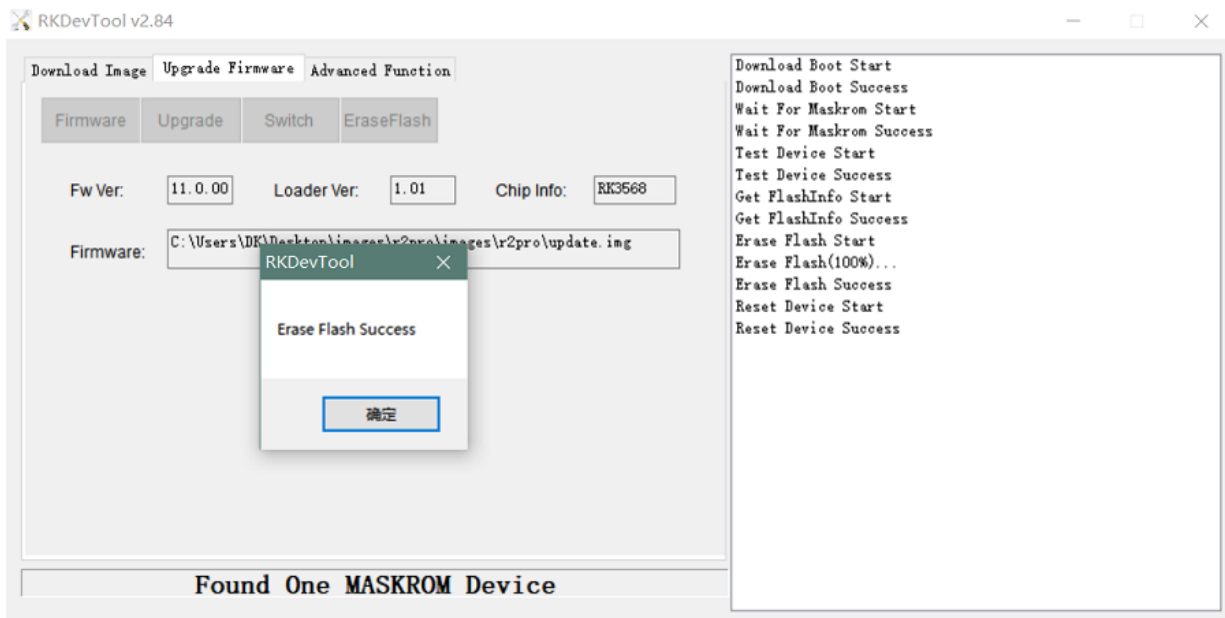 RKDevTool v2.84
Download Image Upgrade Firmware Advanced Function
Firmware Upgrade Switch EraseFlash
Fw Ver: 11.0.00 Loader Ver: 1.01 Chip Info: RK3568
Firmware: C:\Users\DK\Desktop\images\r2pro\images\r2pro\update.img
RKDevTool
Erase Flash Success
确定
Found One MASKROM Device
Download Boot Start
Download Boot Success
Wait For Maskrom Start
Wait For Maskrom Success
Test Device Start
Test Device Success
Get FlashInfo Start
Get FlashInfo Success
Erase Flash Start
Erase Flash(100%)...
Erase Flash Success
Reset Device Start
Reset Device Success